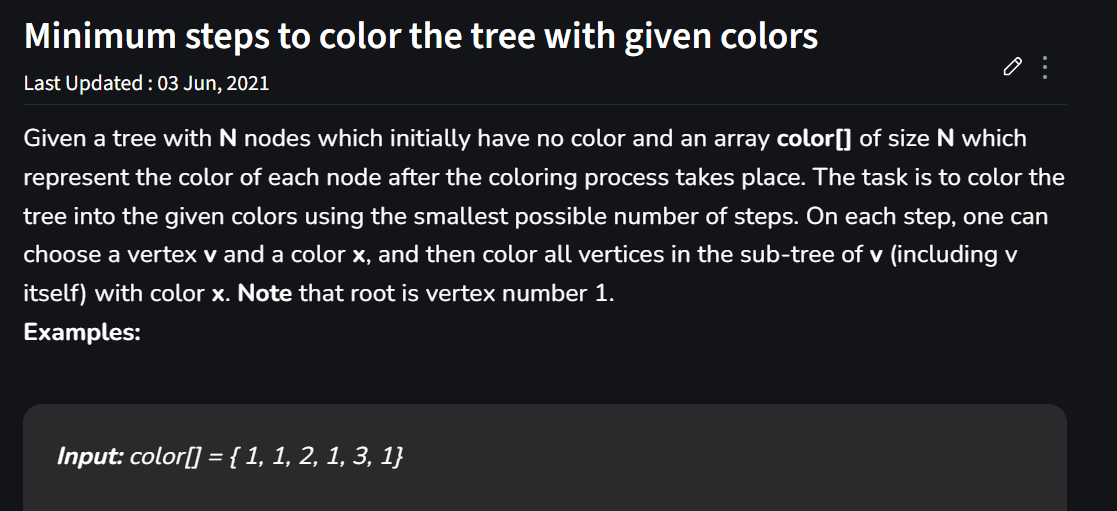 Minimum steps to color the tree with given colors
Last Updated : 03 Jun, 2021
Given a tree with N nodes which initially have no color and an array color[] of size N which
represent the color of each node after the coloring process takes place. The task is to color the
tree into the given colors using the smallest possible number of steps. On each step, one can
choose a vertex v and a color x, and then color all vertices in the sub-tree of v (including v
itself) with color x. Note that root is vertex number 1.
Examples:
Input: color[] = { 1, 1, 2, 1, 3, 1}